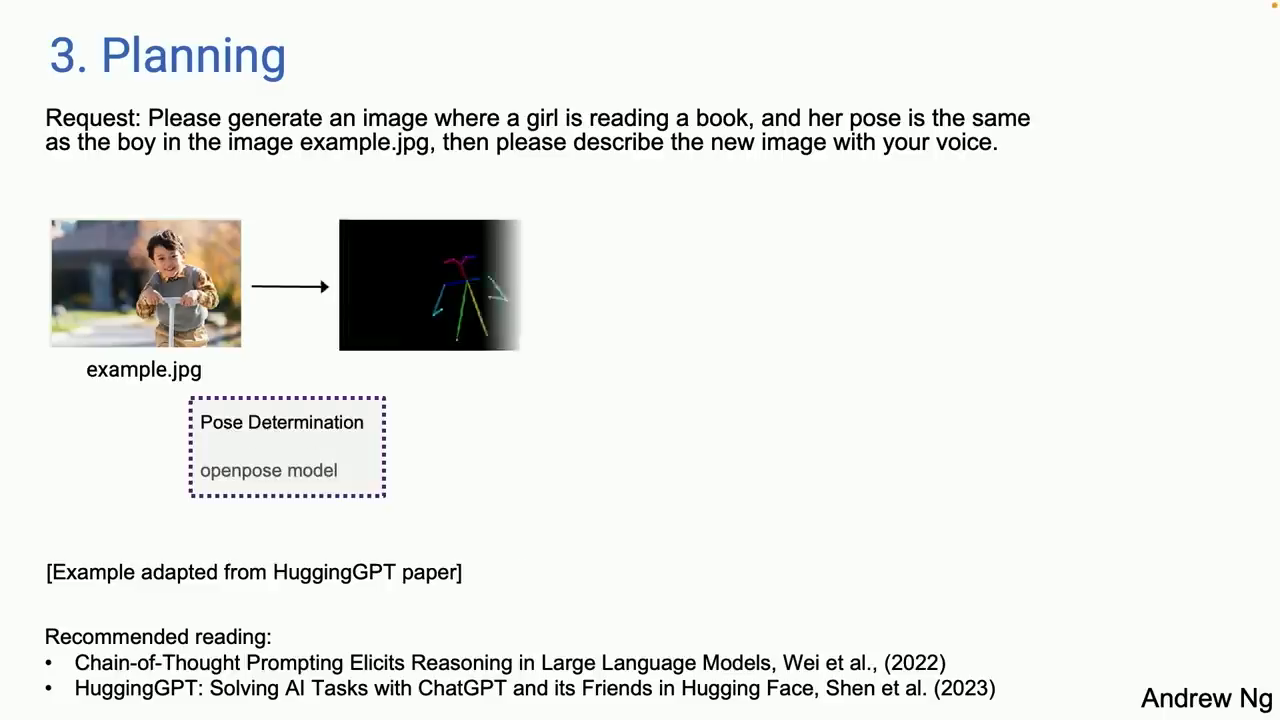 3. Planning
Request: Please generate an image where a girl is reading a book, and her pose is the same
as the boy in the image example.jpg, then please describe the new image with your voice.
example.jpg
Pose Determination
openpose model
[Example adapted from HuggingGPT paper]
Recommended reading:
• Chain-of-Thought Prompting Elicits Reasoning in Large Language Models, Wei et al., (2022)
• HuggingGPT: Solving AI Tasks with ChatGPT and its Friends in Hugging Face, Shen et al. (2023)
Andrew Ng